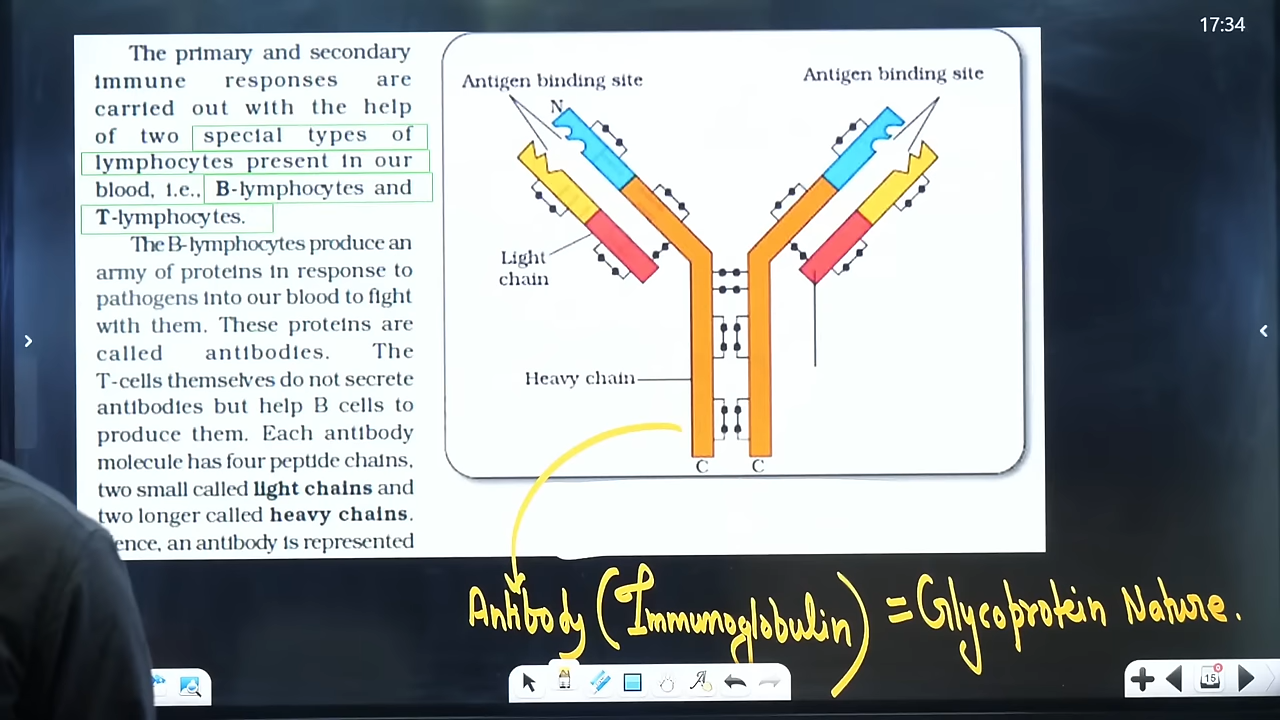 17:34
The primary and secondary
immune responses are
carried out with the help
of two special types of
lymphocytes present in our
blood, i.e., B-lymphocytes and
T-lymphocytes.
The B-lymphocytes produce an
army of proteins in response to
pathogens into our blood to fight
with them. These proteins are
called antibodies. The
T-cells themselves do not secrete
antibodies but help B cells to
produce them. Each antibody
molecule has four peptide chains,
two small called light chains and
two longer called heavy chains.
ence, an antibody is represented
Antigen binding site
Antigen binding site
N
Light
chain
Heavy chain
C C
Antibody (Immunoglobulin) = Glycoprotein Nature.
15